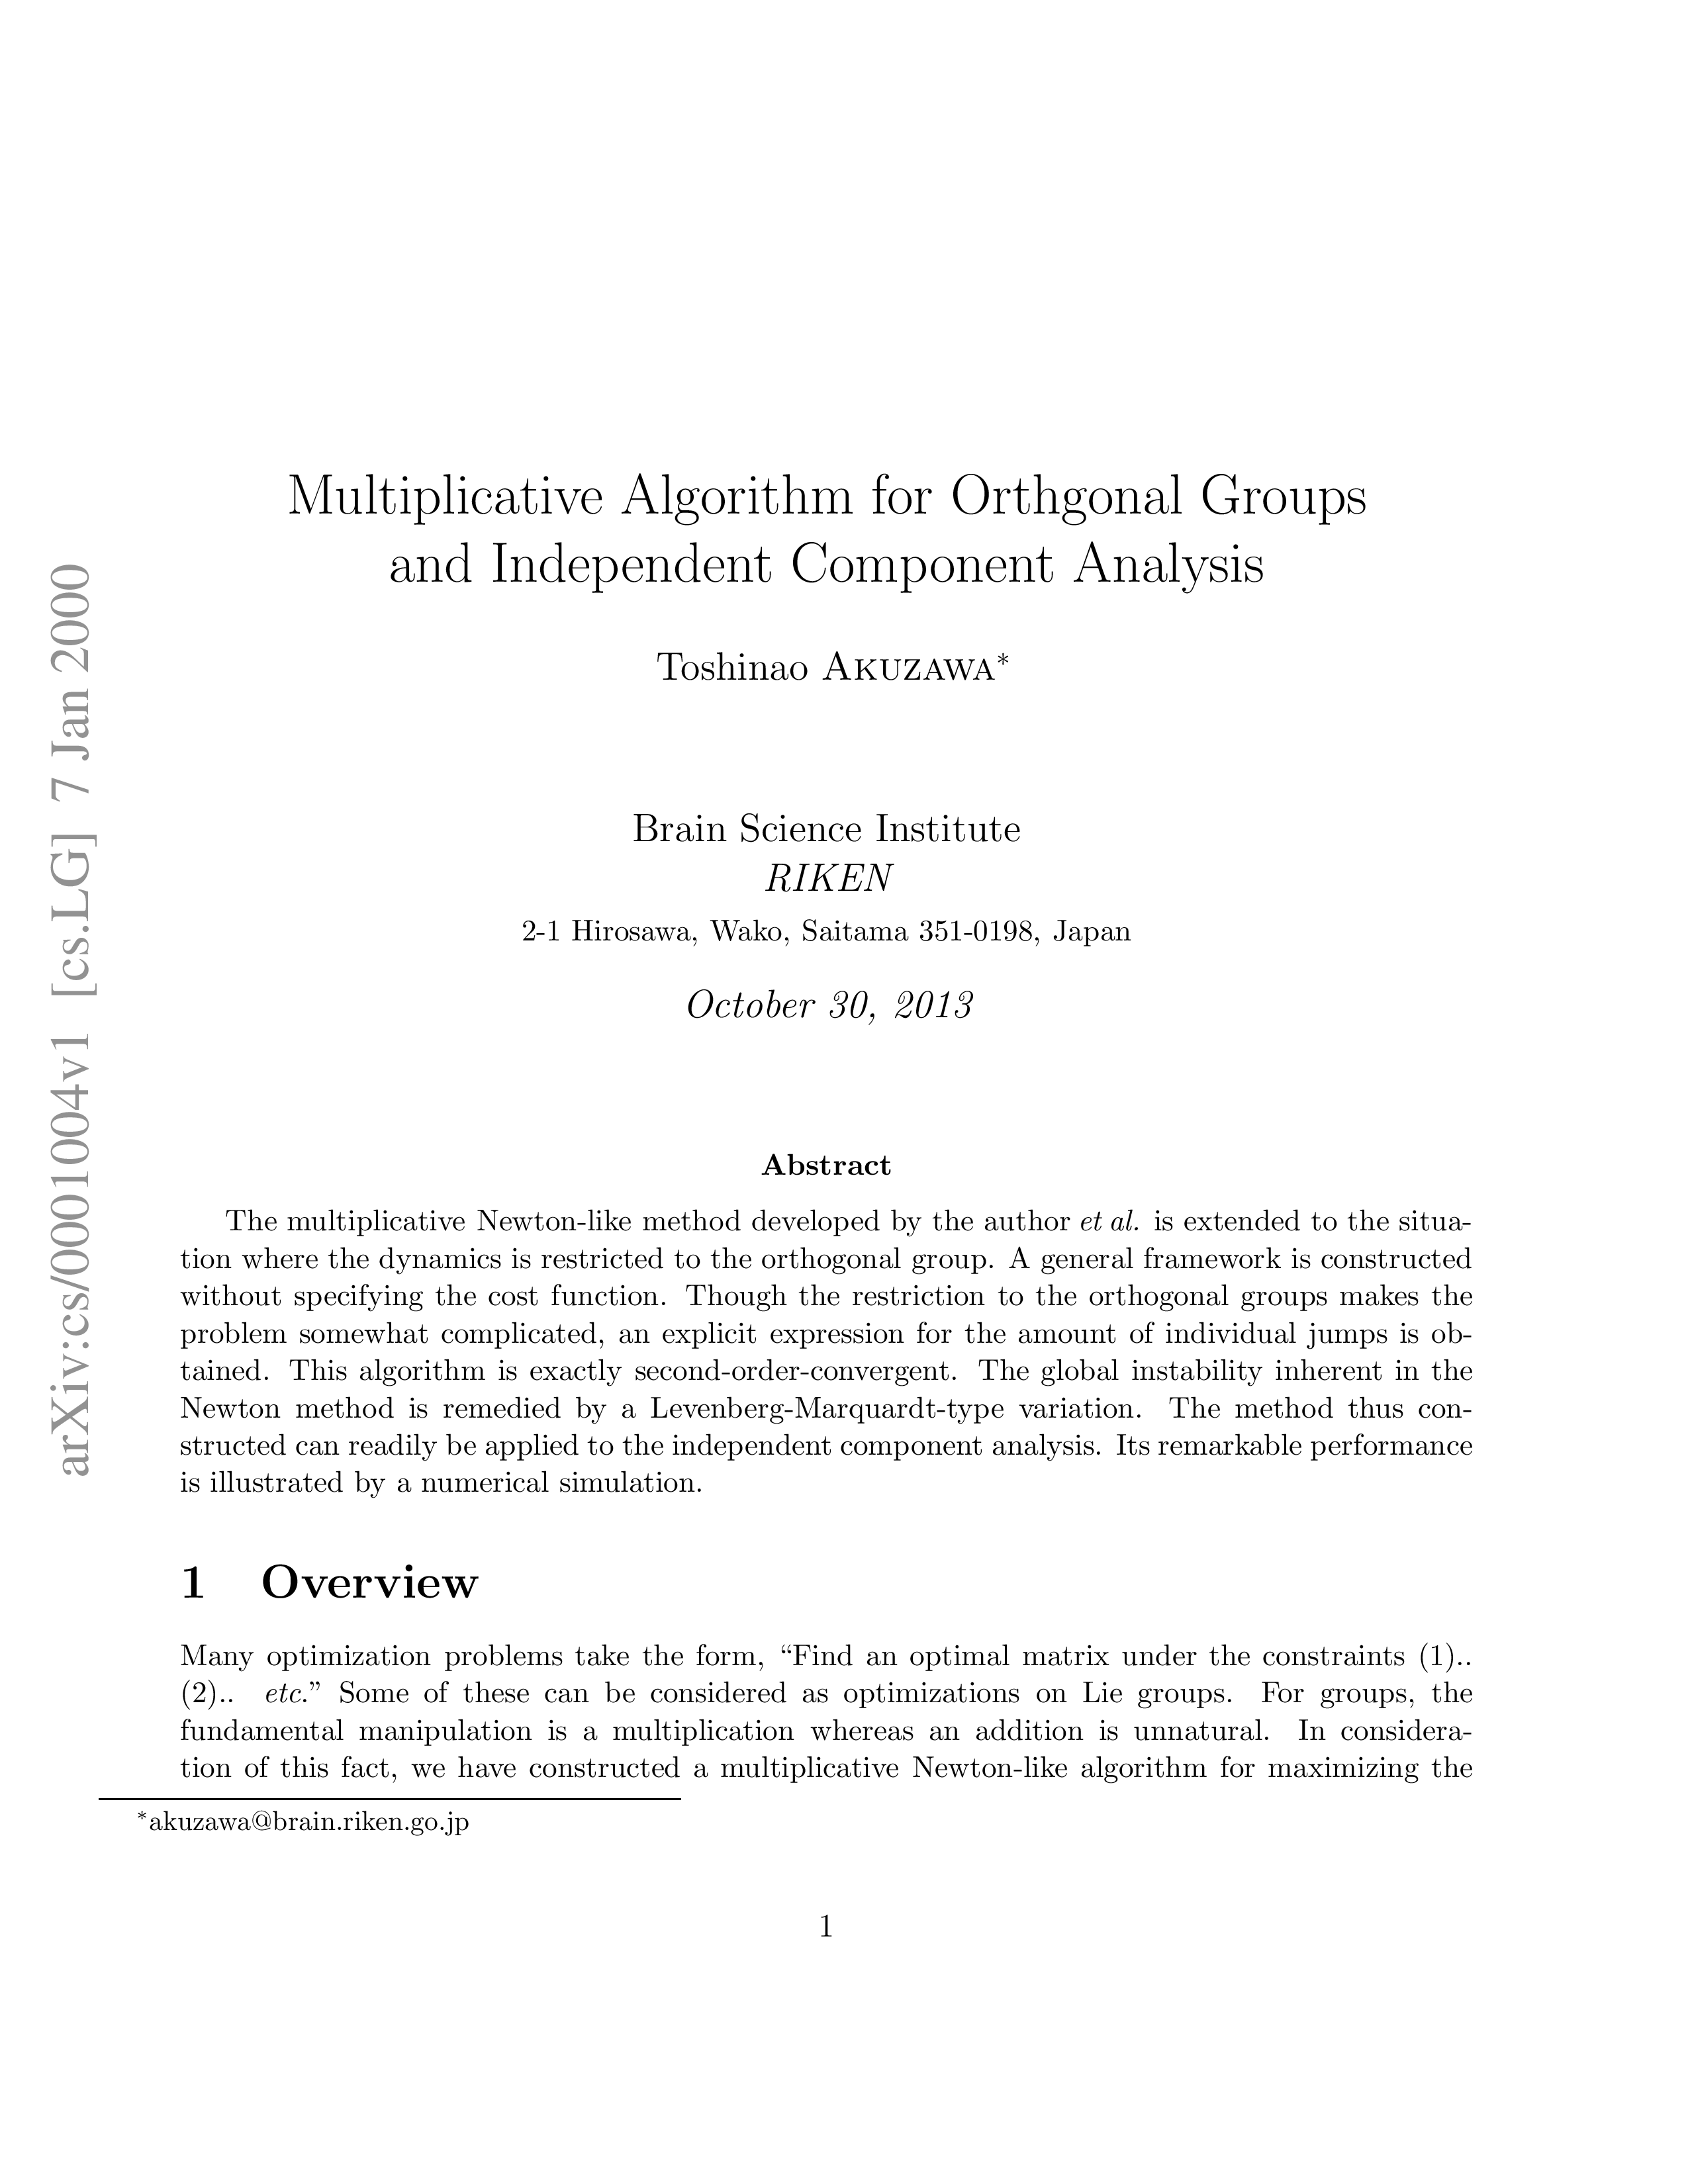 Multiplicative Algorithm for Orthgonal Groups
and Independent Component Analysis
Toshinao AKUZAWA*
Brain Science Institute
RIKEN
2-1 Hirosawa, Wako, Saitama 351-0198, Japan
October 30, 2013
Abstract
The multiplicative Newton-like method developed by the author et al. is extended to the situa-
tion where the dynamics is restricted to the orthogonal group. A general framework is constructed
without specifying the cost function. Though the restriction to the orthogonal groups makes the
problem somewhat complicated, an explicit expression for the amount of individual jumps is ob-
tained. This algorithm is exactly second-order-convergent. The global instability inherent in the
Newton method is remedied by a Levenberg-Marquardt-type variation. The method thus con-
structed can readily be applied to the independent component analysis. Its remarkable performance
is illustrated by a numerical simulation.
1 Overview
Many optimization problems take the form, “Find an optimal matrix under the constraints (1)..
(2).. etc.” Some of these can be considered as optimizations on Lie groups. For groups, the
fundamental manipulation is a multiplication whereas an addition is unnatural. In considera-
tion of this fact, we have constructed a multiplicative Newton-like algorithm for maximizing the
*akuzawa@brain.riken.go.jp
1
arXiv:cs/0001004v1 [cs.LG] 7 Jan 2000